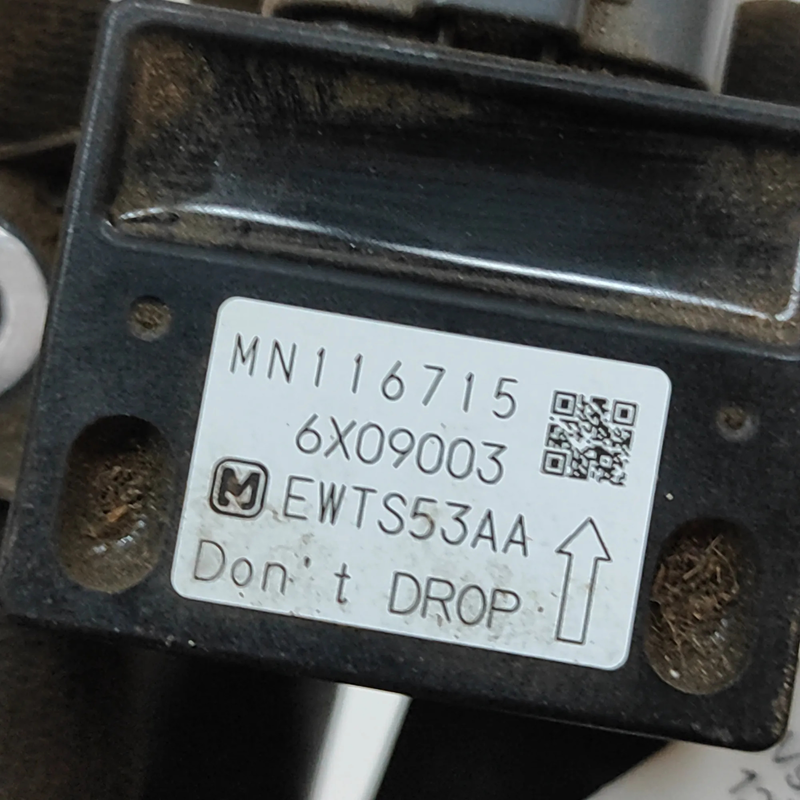 MN116715
6X09003
M EWTS53AA
Don't DROP